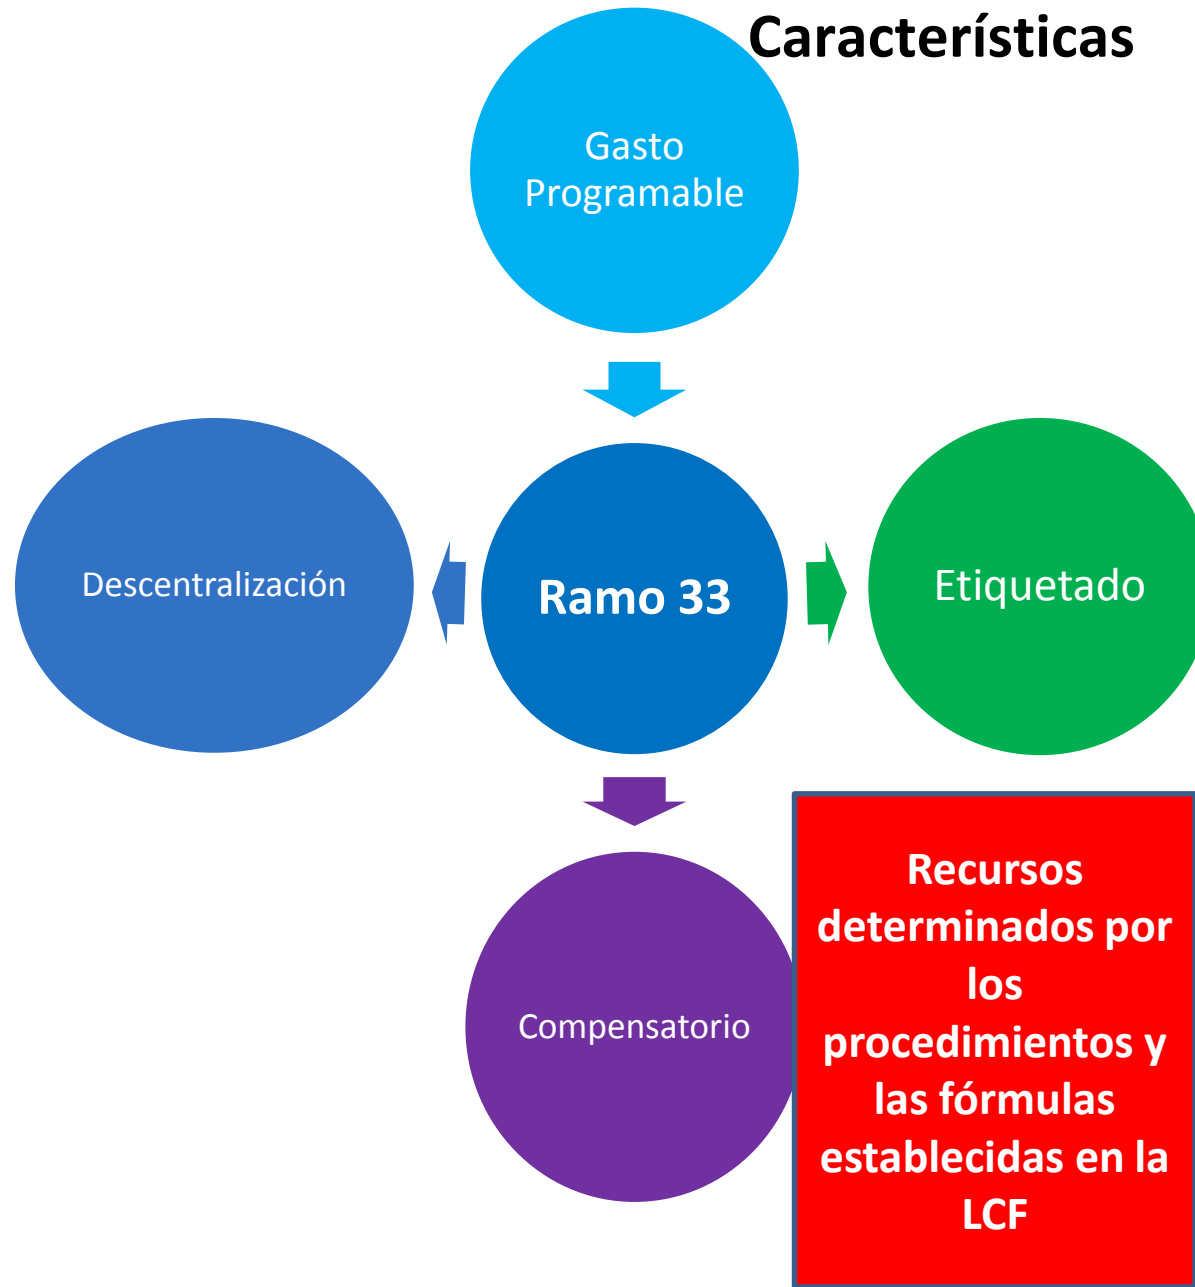 Características
Gasto
Programable
Descentralización
Ramo 33
Etiquetado
Compensatorio
Recursos
determinados por
los
procedimientos y
las fórmulas
establecidas en la
LCF